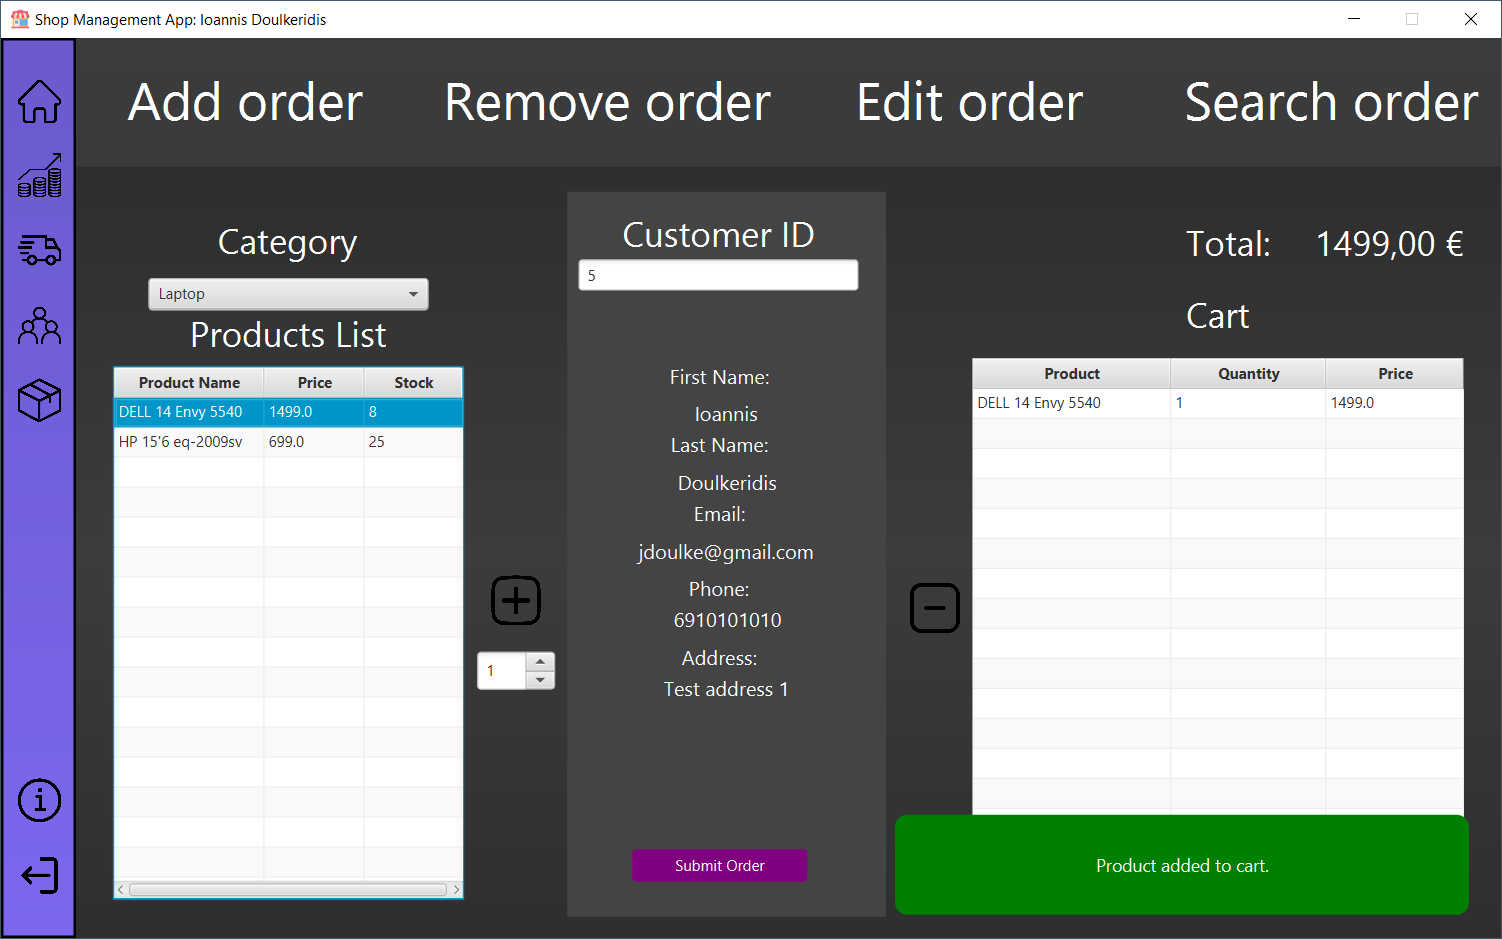 Shop Management App: Ioannis Doulkeridis
Add order
Remove order
Edit order
Search order
Category
Laptop
Products List
Product Name Price Stock
DELL 14 Envy 5540 1499.0 8
HP 15'6 eq-2009sv 699.0 25
1
Customer ID
5
First Name:
Ioannis
Last Name:
Doulkeridis
Email:
jdoulke@gmail.com
Phone:
6910101010
Address:
Test address 1
Submit Order
Total: 1499,00 €
Cart
Product Quantity Price
DELL 14 Envy 5540 1 1499.0
Product added to cart.